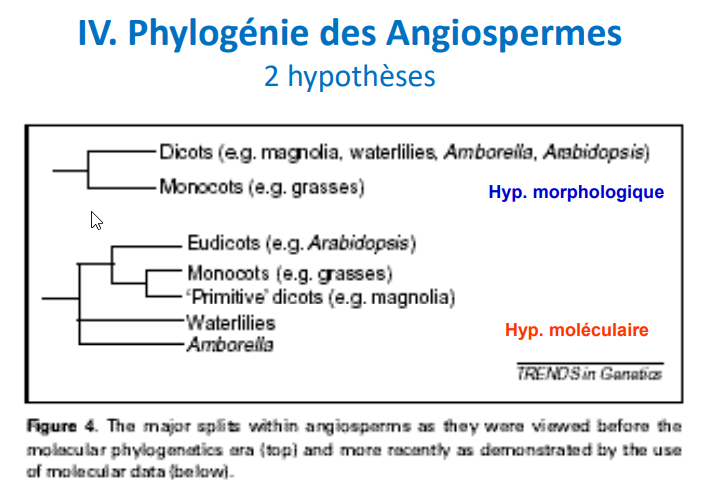 IV. Phylogénie des Angiospermes
2 hypothèses
Dicots (e.g. magnolia, waterlilies, Amborella, Arabidopsis)
Monocots (e.g. grasses)
Hyp. morphologique
Eudicots (e.g. Arabidopsis)
Monocots (e.g. grasses)
‘Primitive’ dicots (e.g. magnolia)
Waterlilies
Hyp. moléculaire
Amborella
TRENDS in Genetics
Figure 4. The major splits within angiosperms as they were viewed before the
molecular phylogenetics era (top) and more recently as demonstrated by the use
of molecular data (below).